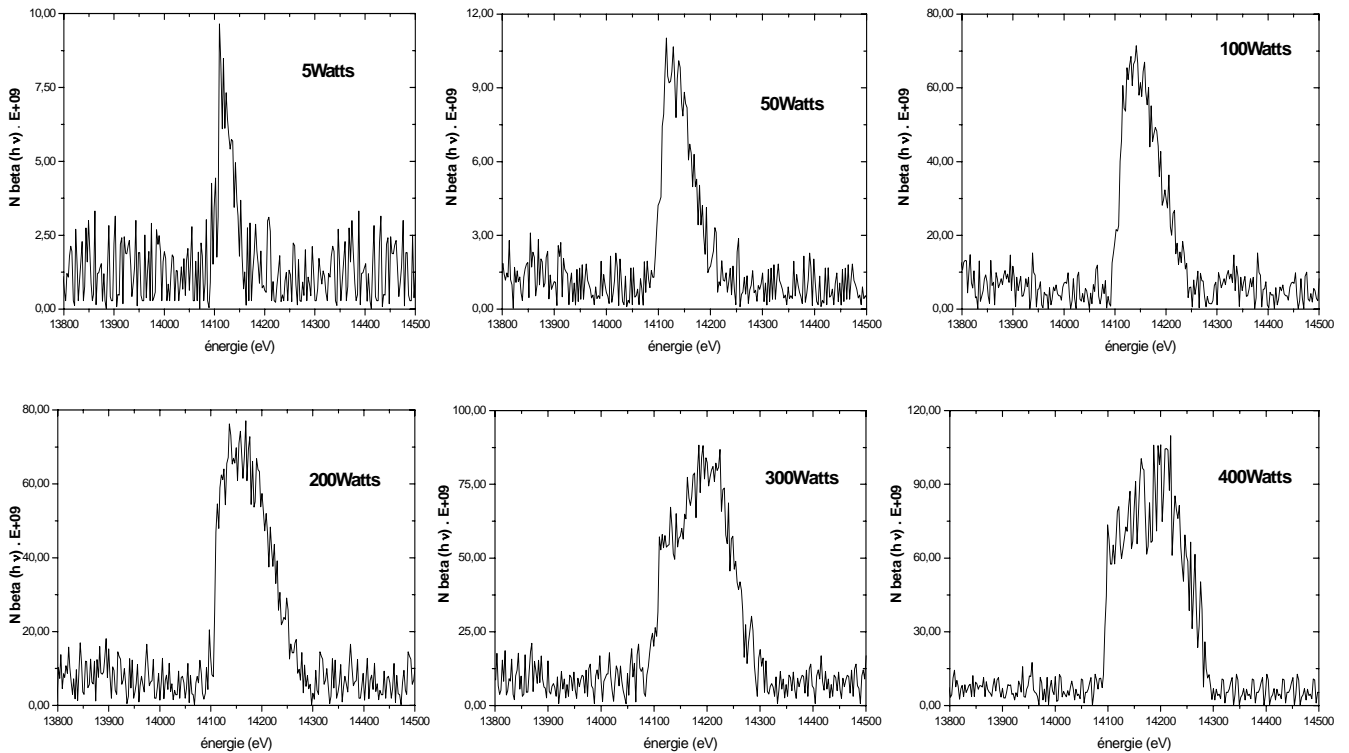 10,00
7,50
5,00
2,50
0,00
13800 13900 14000 14100 14200 14300 14400 14500
N beta (h ν) . E+09
énergie (eV)
5Watts
12,00
9,00
6,00
3,00
0,00
13800 13900 14000 14100 14200 14300 14400 14500
N beta (h ν) . E+09
énergie (eV)
50Watts
80,00
60,00
40,00
20,00
0,00
13800 13900 14000 14100 14200 14300 14400 14500
N beta (h ν) . E+09
énergie (eV)
100Watts
80,00
60,00
40,00
20,00
0,00
13800 13900 14000 14100 14200 14300 14400 14500
N beta (h ν) . E+09
énergie (eV)
200Watts
100,00
75,00
50,00
25,00
0,00
13800 13900 14000 14100 14200 14300 14400 14500
N beta (h ν) . E+09
énergie (eV)
300Watts
120,00
90,00
60,00
30,00
0,00
13800 13900 14000 14100 14200 14300 14400 14500
N beta (h ν) . E+09
énergie (eV)
400Watts